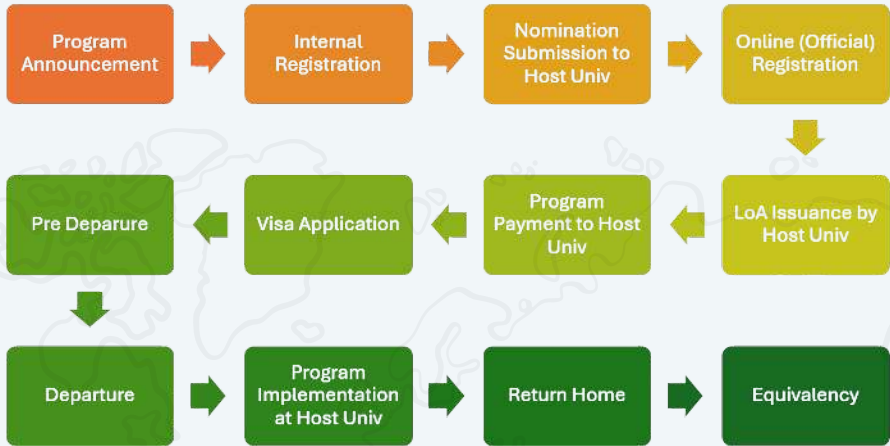 Program
Announcement
Internal
Registration
Nomination
Submission to
Host Univ
Online (Official)
Registration
LoA Issuance by
Host Univ
Program
Payment to Host
Univ
Visa Application
Pre Deparure
Departure
Program
Implementation
at Host Univ
Return Home
Equivalency